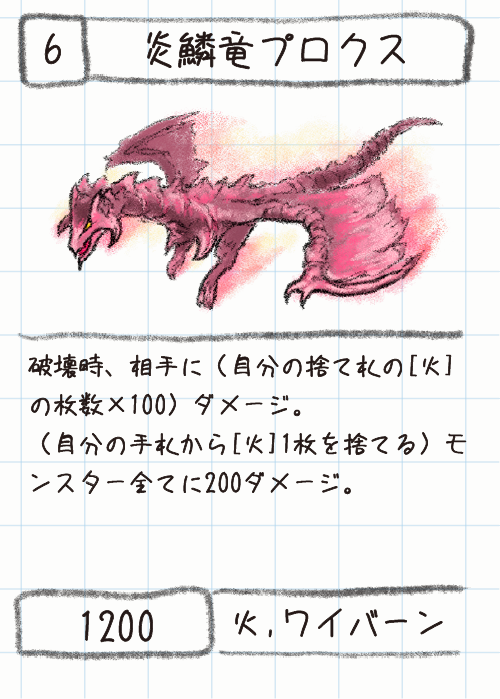 6 炎鱗竜プロクス
破壊時、相手に（自分の捨て札の[火]
の枚数×100）ダメージ。
（自分の手札から[火]1枚を捨てる）モ
ンスター全てに200ダメージ。
1200 火,ワイバーン